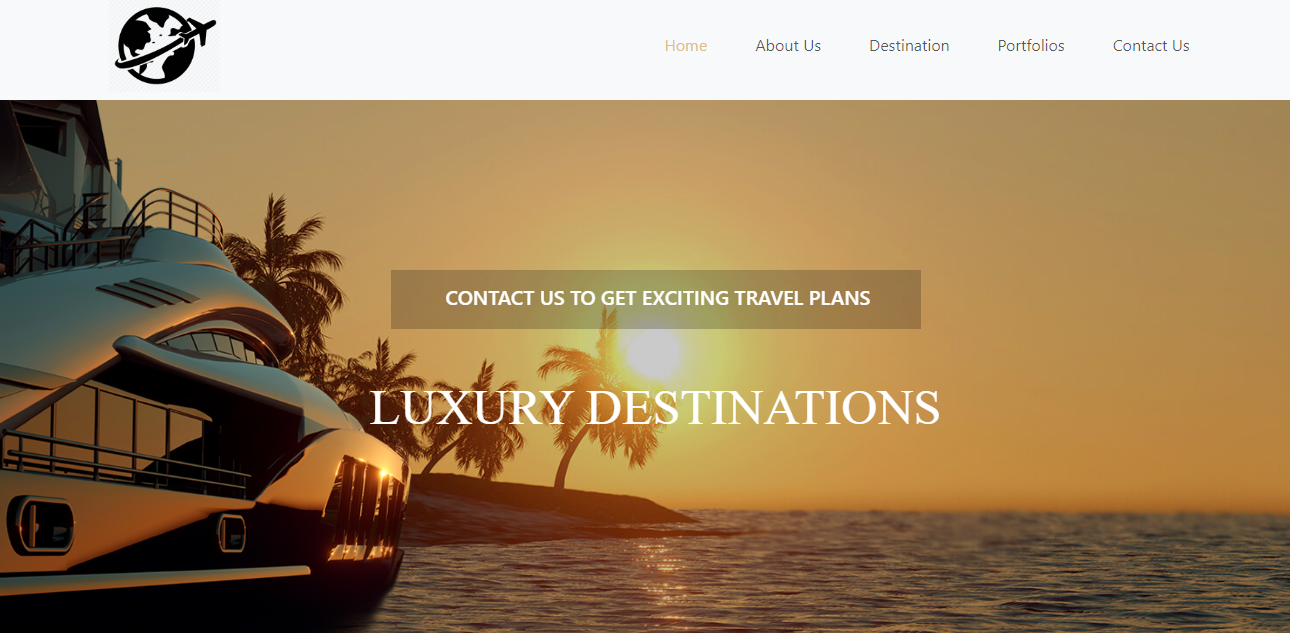 Home
About Us
Destination
Portfolios
Contact Us
CONTACT US TO GET EXCITING TRAVEL PLANS
LUXURY DESTINATIONS